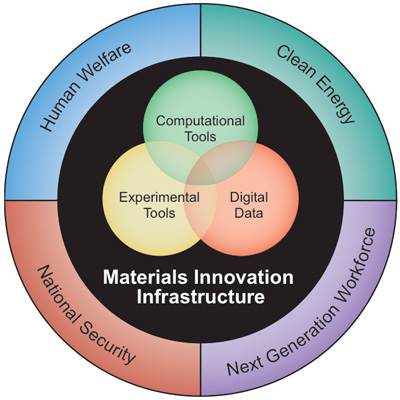 Human Welfare
Clean Energy
Computational
Tools
Experimental
Tools
Digital
Data
Materials Innovation
Infrastructure
National Security
Next Generation Workforce